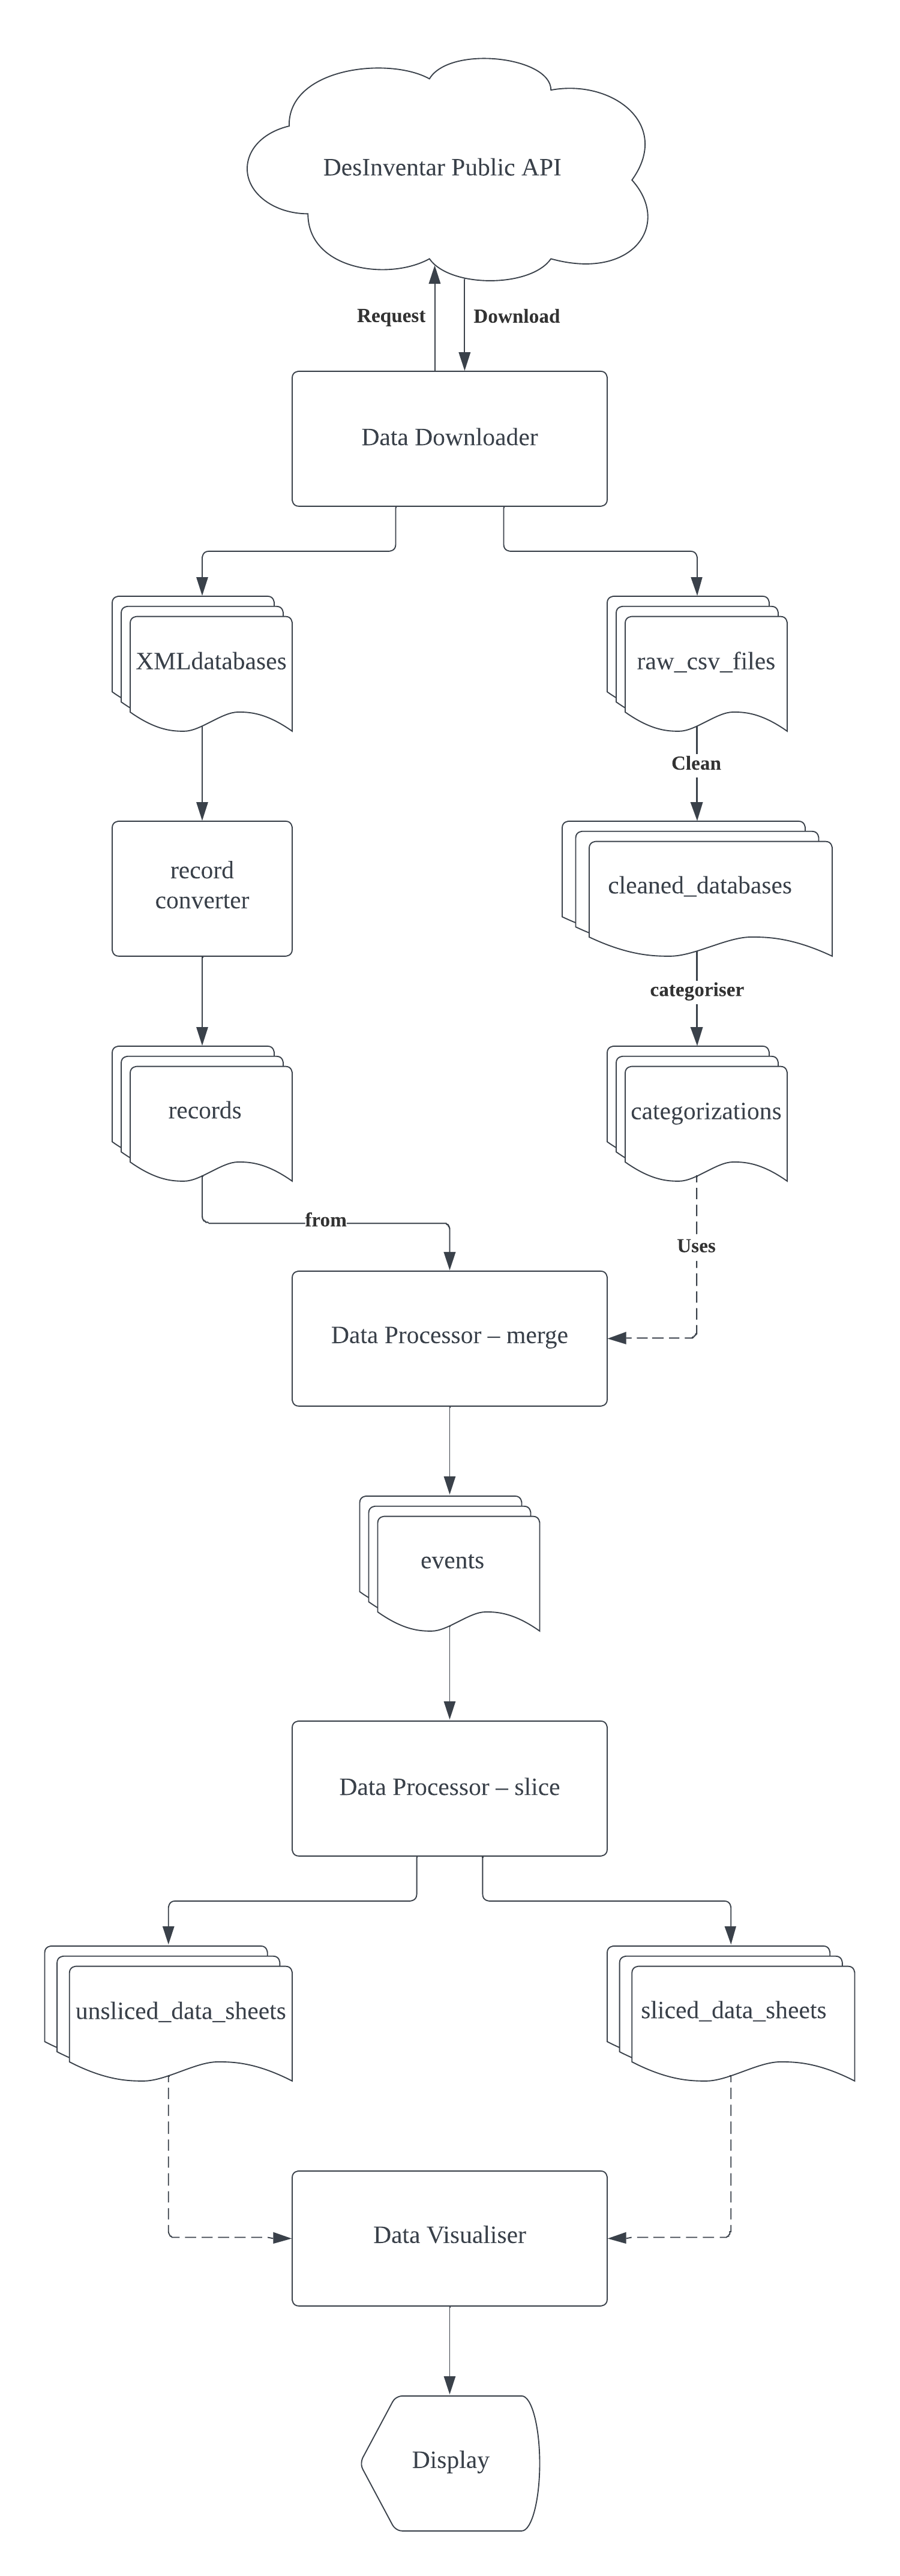 DesInventar Public API
Request
Download
Data Downloader
XMLdatabases
raw_csv_files
Clean
record
converter
cleaned_databases
categoriser
records
categorizations
from
Uses
Data Processor – merge
events
Data Processor – slice
unsliced_data_sheets
sliced_data_sheets
Data Visualiser
Display